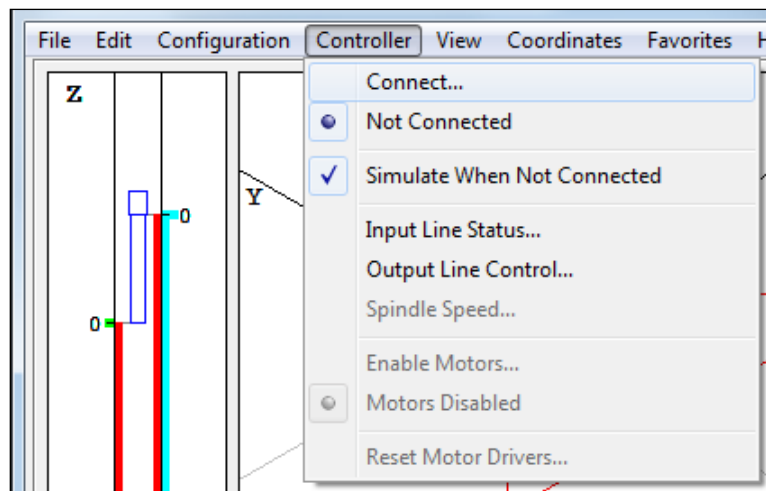 File Edit Configuration Controller View Coordinates Favorites
Z
Y
0
0
Connect...
Not Connected
Simulate When Not Connected
Input Line Status...
Output Line Control...
Spindle Speed...
Enable Motors...
Motors Disabled
Reset Motor Drivers...